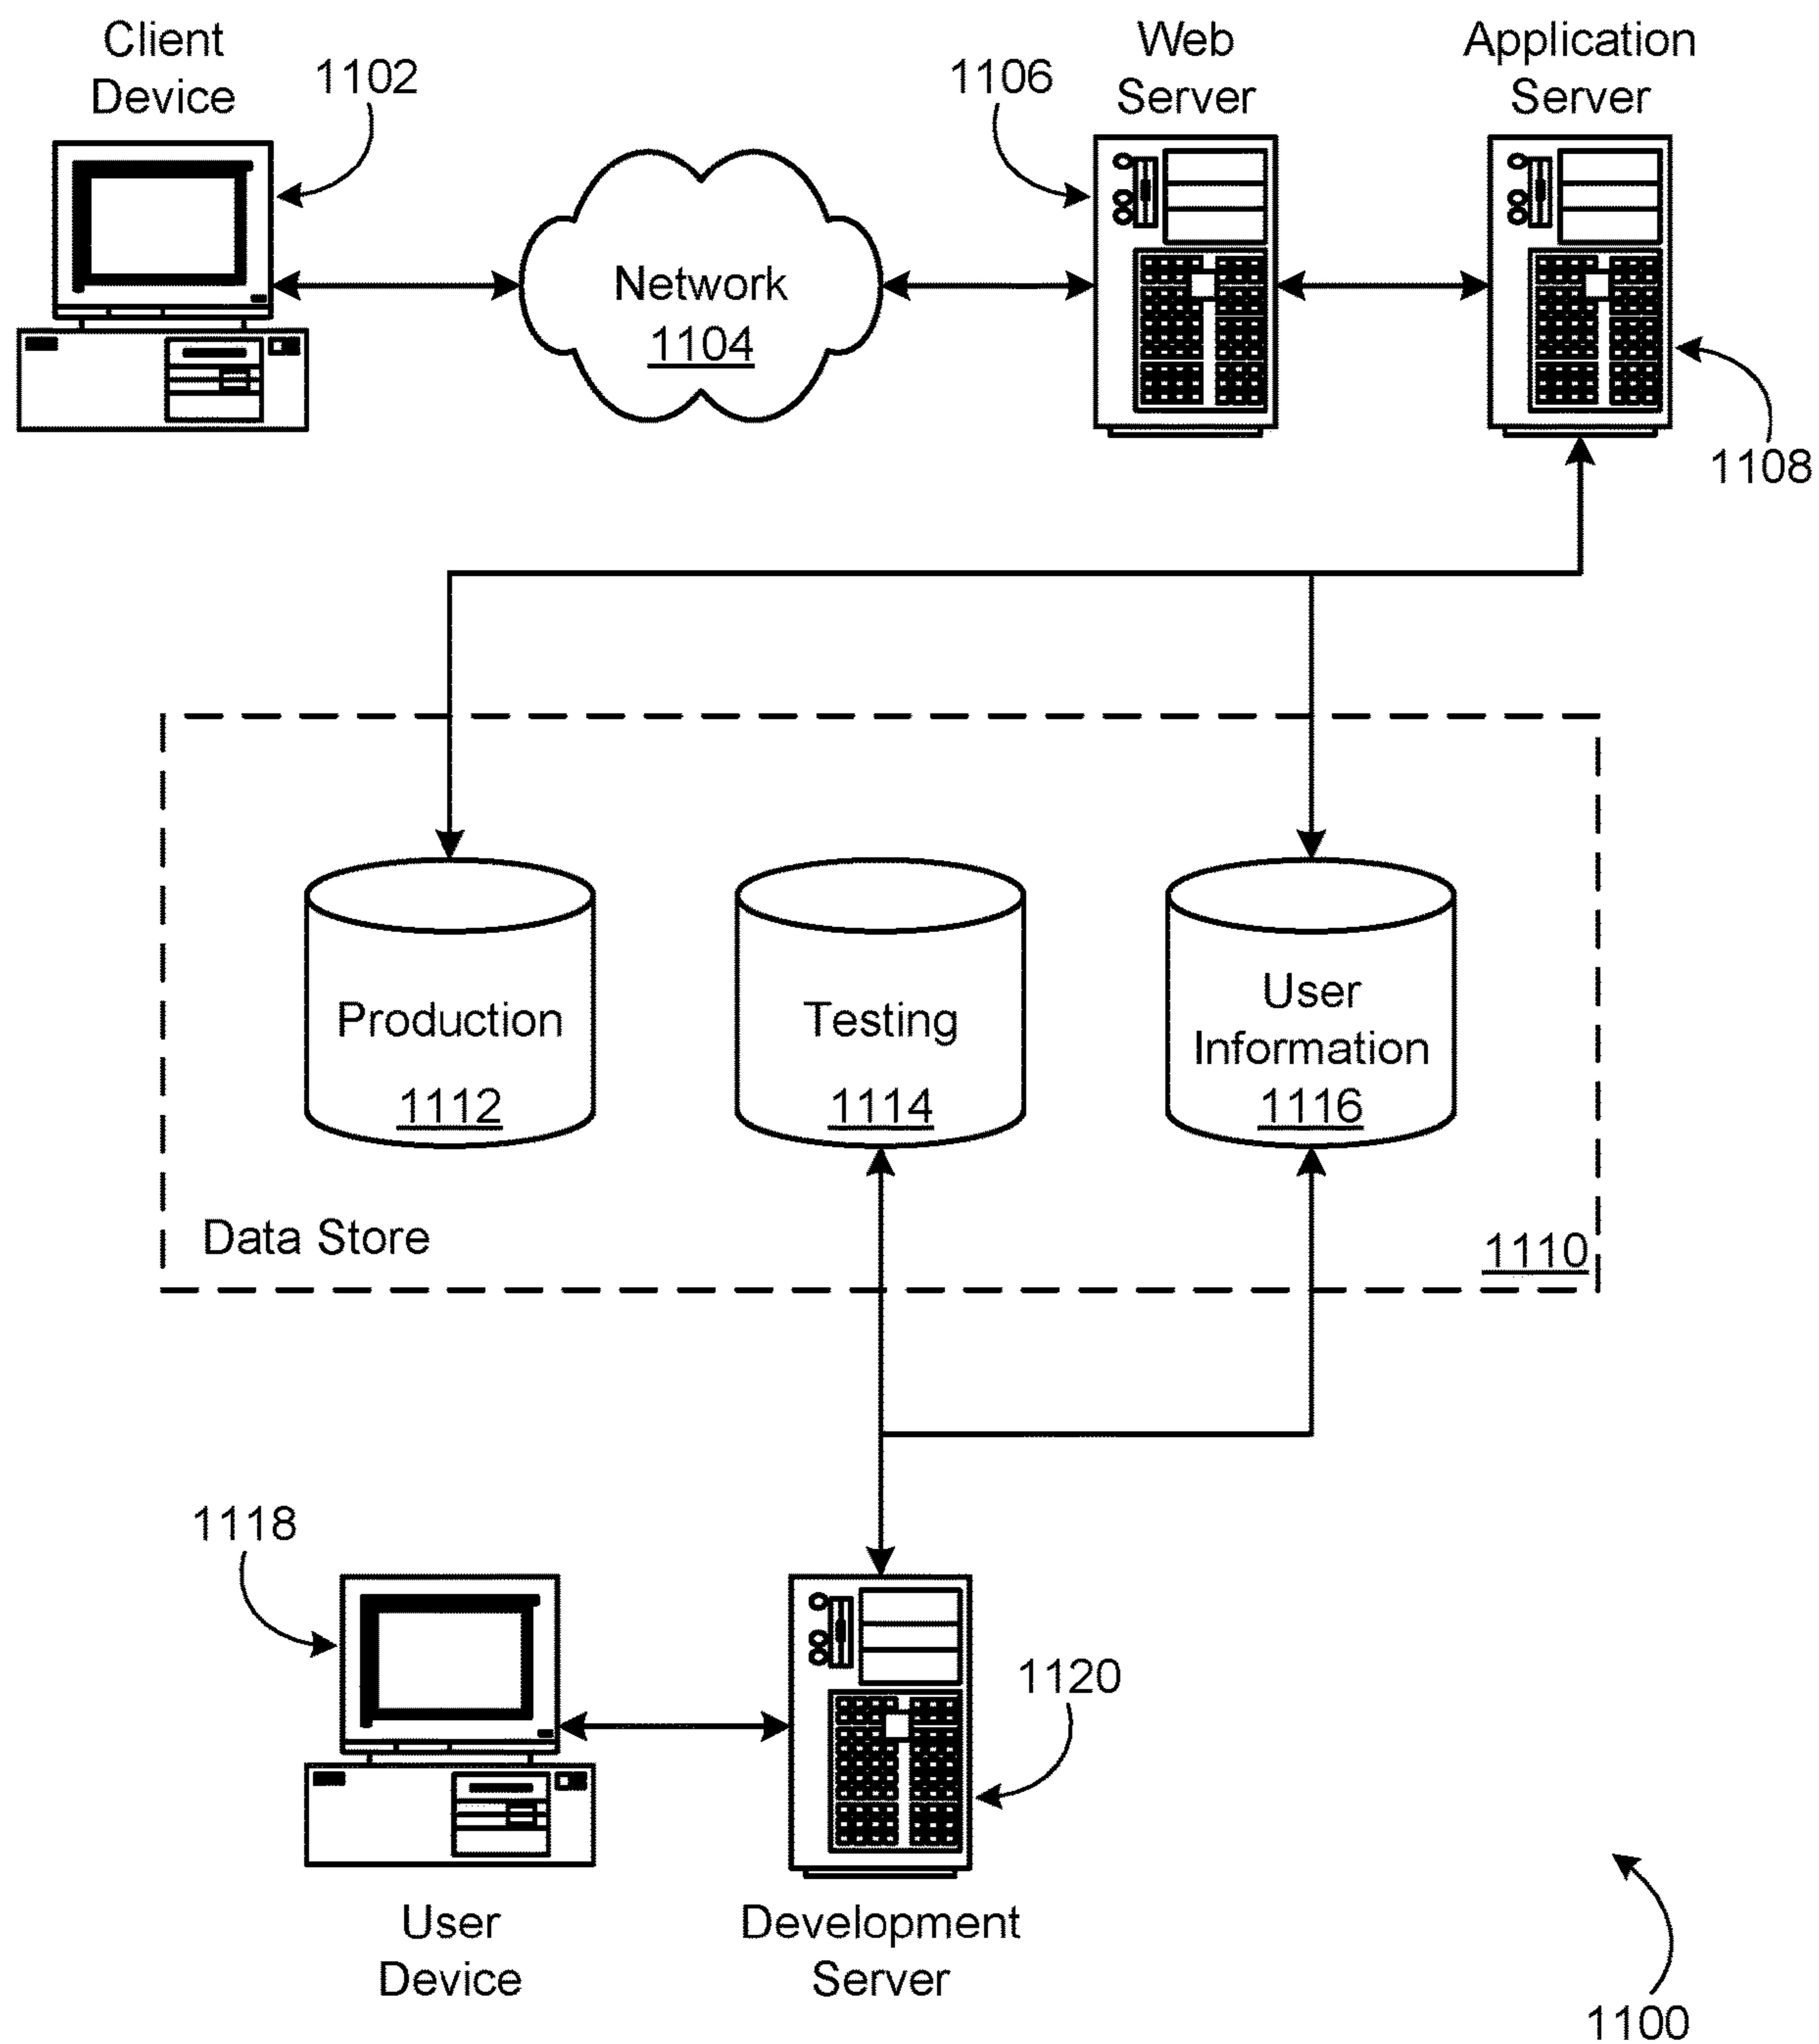 Client
Device
1102
Web
Server
1106
Application
Server
1108
Network
1104
Production
1112
Testing
1114
User
Information
1116
Data Store
1110
1118
1120
User
Device
Development
Server
1100